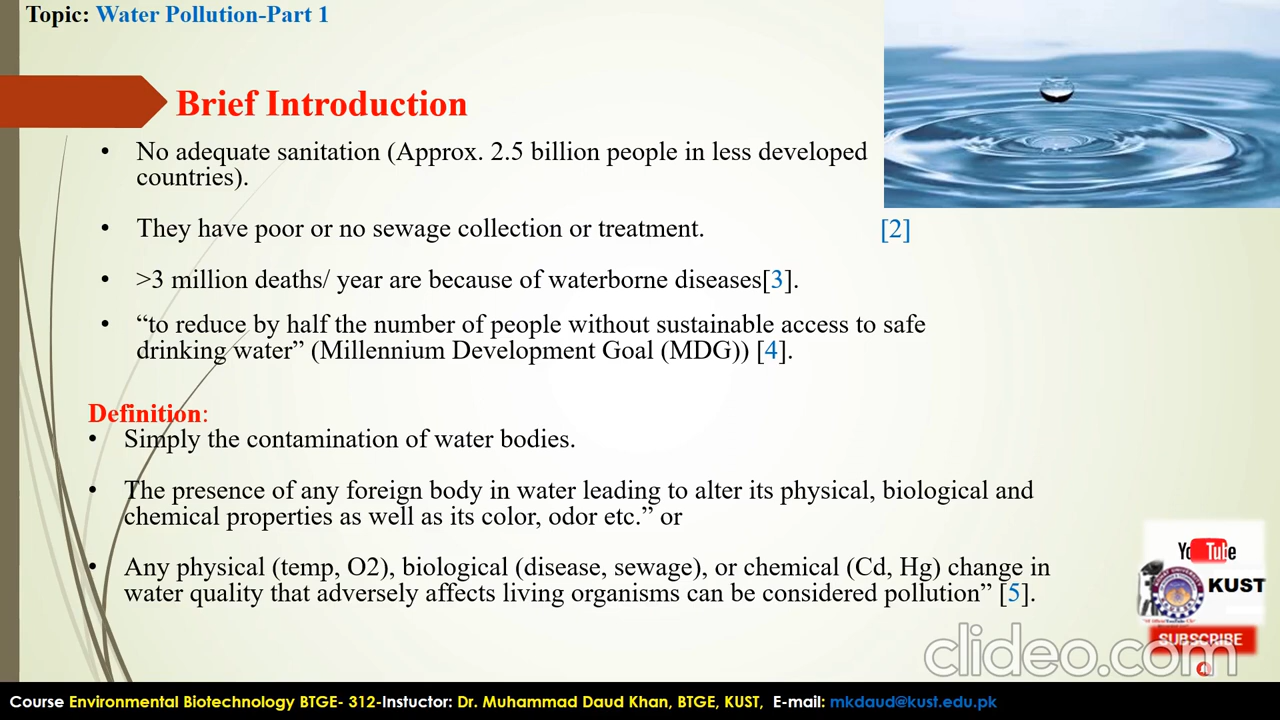 Topic: Water Pollution-Part 1
Brief Introduction
• No adequate sanitation (Approx. 2.5 billion people in less developed
countries).
• They have poor or no sewage collection or treatment.
[2]
• >3 million deaths/ year are because of waterborne diseases[3].
• “to reduce by half the number of people without sustainable access to safe
drinking water” (Millennium Development Goal (MDG)) [4].
Definition:
• Simply the contamination of water bodies.
• The presence of any foreign body in water leading to alter its physical, biological and
chemical properties as well as its color, odor etc.” or
• Any physical (temp, O2), biological (disease, sewage), or chemical (Cd, Hg) change in
water quality that adversely affects living organisms can be considered pollution” [5].
YouTube
KUST
SUBSCRIBE
clideo.com
Course Environmental Biotechnology BTGE- 312-Instuctor: Dr. Muhammad Daud Khan, BTGE, KUST, E-mail: mkdaud@kust.edu.pk